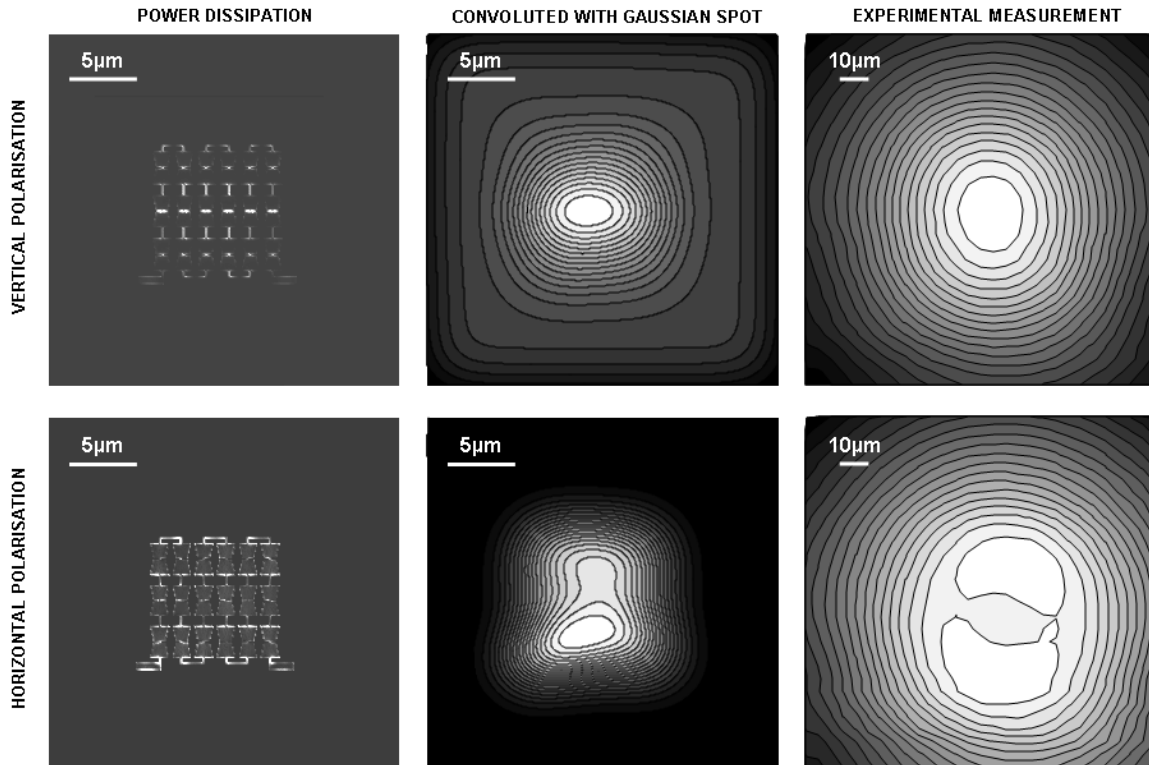 POWER DISSIPATION
CONVOLUTED WITH GAUSSIAN SPOT
EXPERIMENTAL MEASUREMENT
VERTICAL POLARISATION
5µm
5µm
10µm
HORIZONTAL POLARISATION
5µm
5µm
10µm